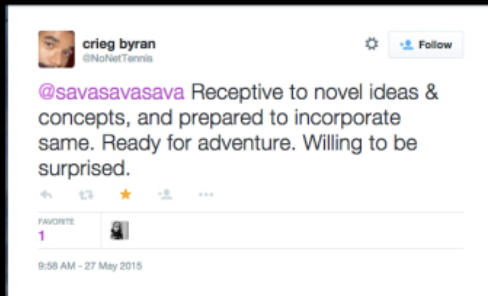 crieg byran
@NoNetTennis
Follow
@savasavasava Receptive to novel ideas &
concepts, and prepared to incorporate
same. Ready for adventure. Willing to be
surprised.
FAVORITE
1
9:58 AM - 27 May 2015